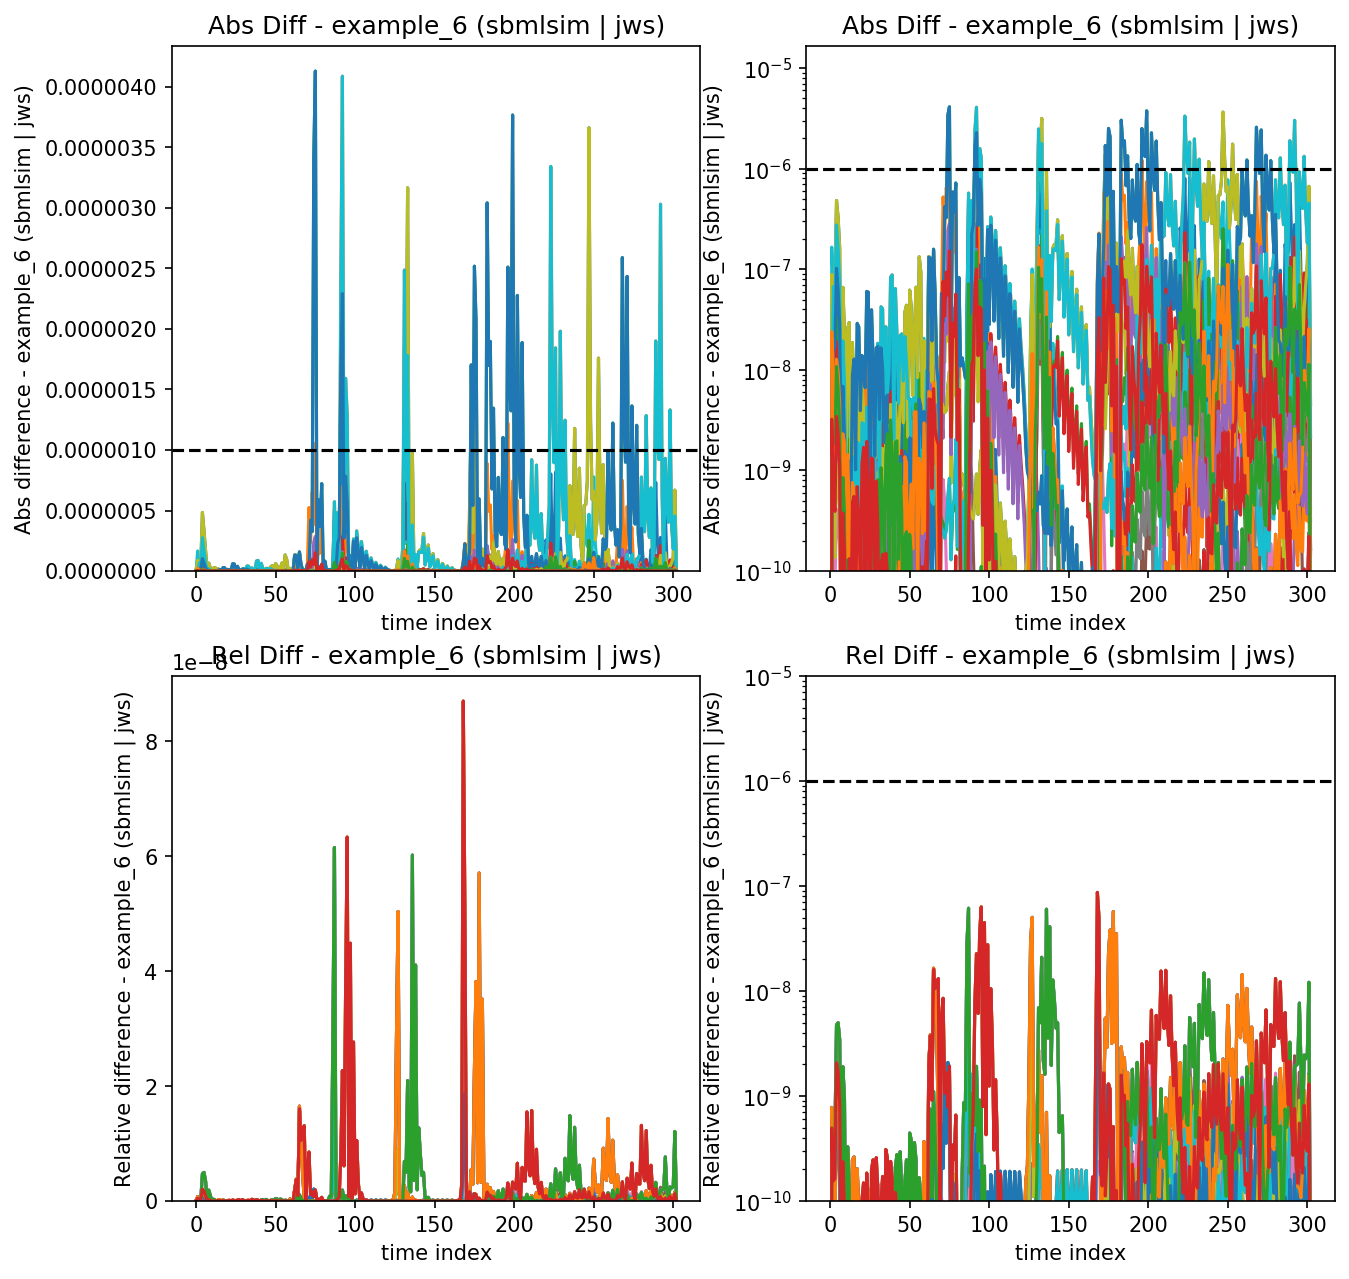 Abs Diff - example_6 (sbmlsim | jws)
Abs difference - example_6 (sbmlsim | jws)
0.0000040
0.0000035
0.0000030
0.0000025
0.0000020
0.0000015
0.0000010
0.0000005
0.0000000
0 50 100 150 200 250 300
time index
Abs Diff - example_6 (sbmlsim | jws)
Abs difference - example_6 (sbmlsim | jws)
10⁻⁵
10⁻⁶
10⁻⁷
10⁻⁸
10⁻⁹
10⁻¹⁰
0 50 100 150 200 250 300
time index
Rel Diff - example_6 (sbmlsim | jws)
1e−8
Relative difference - example_6 (sbmlsim | jws)
8
6
4
2
0
0 50 100 150 200 250 300
time index
Rel Diff - example_6 (sbmlsim | jws)
Relative difference - example_6 (sbmlsim | jws)
10⁻⁵
10⁻⁶
10⁻⁷
10⁻⁸
10⁻⁹
10⁻¹⁰
0 50 100 150 200 250 300
time index